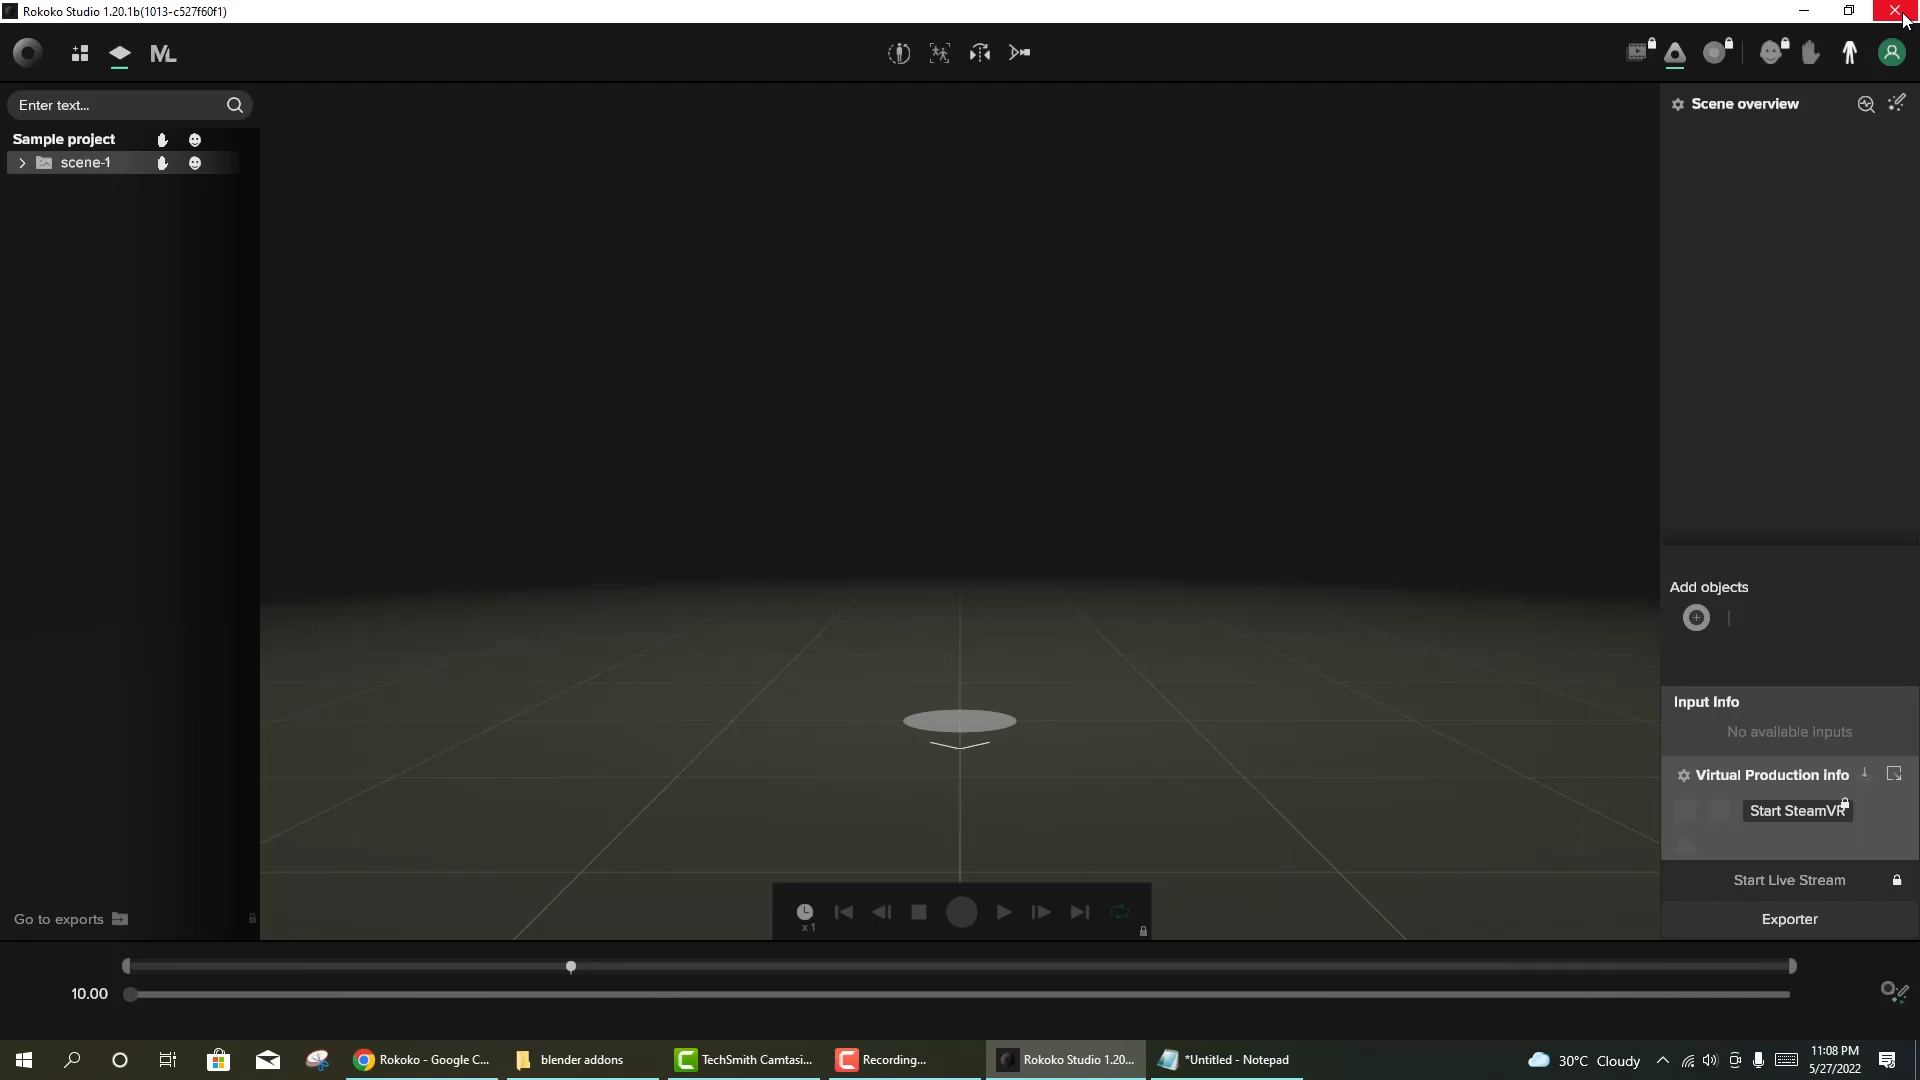 Rokoko Studio 1.20.1b(1013-c527f60f1)
ML
Enter text...
Scene overview
Sample project
scene-1
Add objects
Input Info
No available inputs
Virtual Production info
Start SteamVR
Start Live Stream
Go to exports
Exporter
x 1
10.00
Rokoko - Google C...
blender addons
TechSmith Camtasi...
Recording...
Rokoko Studio 1.20...
*Untitled - Notepad
30°C Cloudy
11:08 PM
5/27/2022